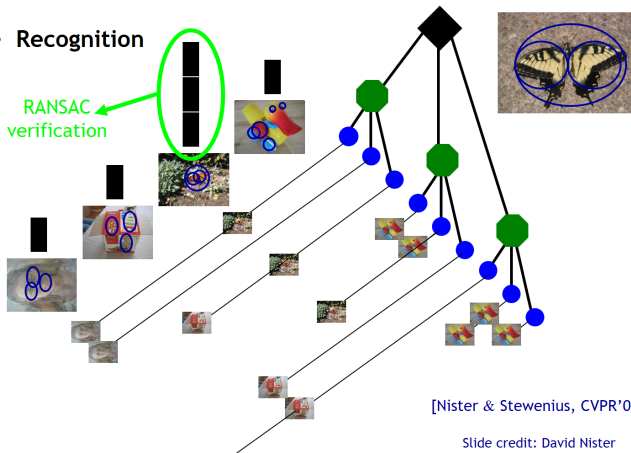 Recognition
RANSAC
verification
[Nister & Stewenius, CVPR'0
Slide credit: David Nister